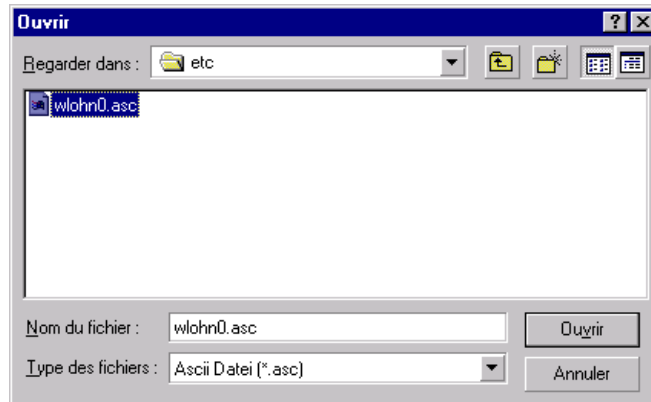 Ouvrir
Regarder dans : etc
wlohn0.asc
Nom du fichier : wlohn0.asc Ouvrir
Type des fichiers : Ascii Datei (*.asc) Annuler